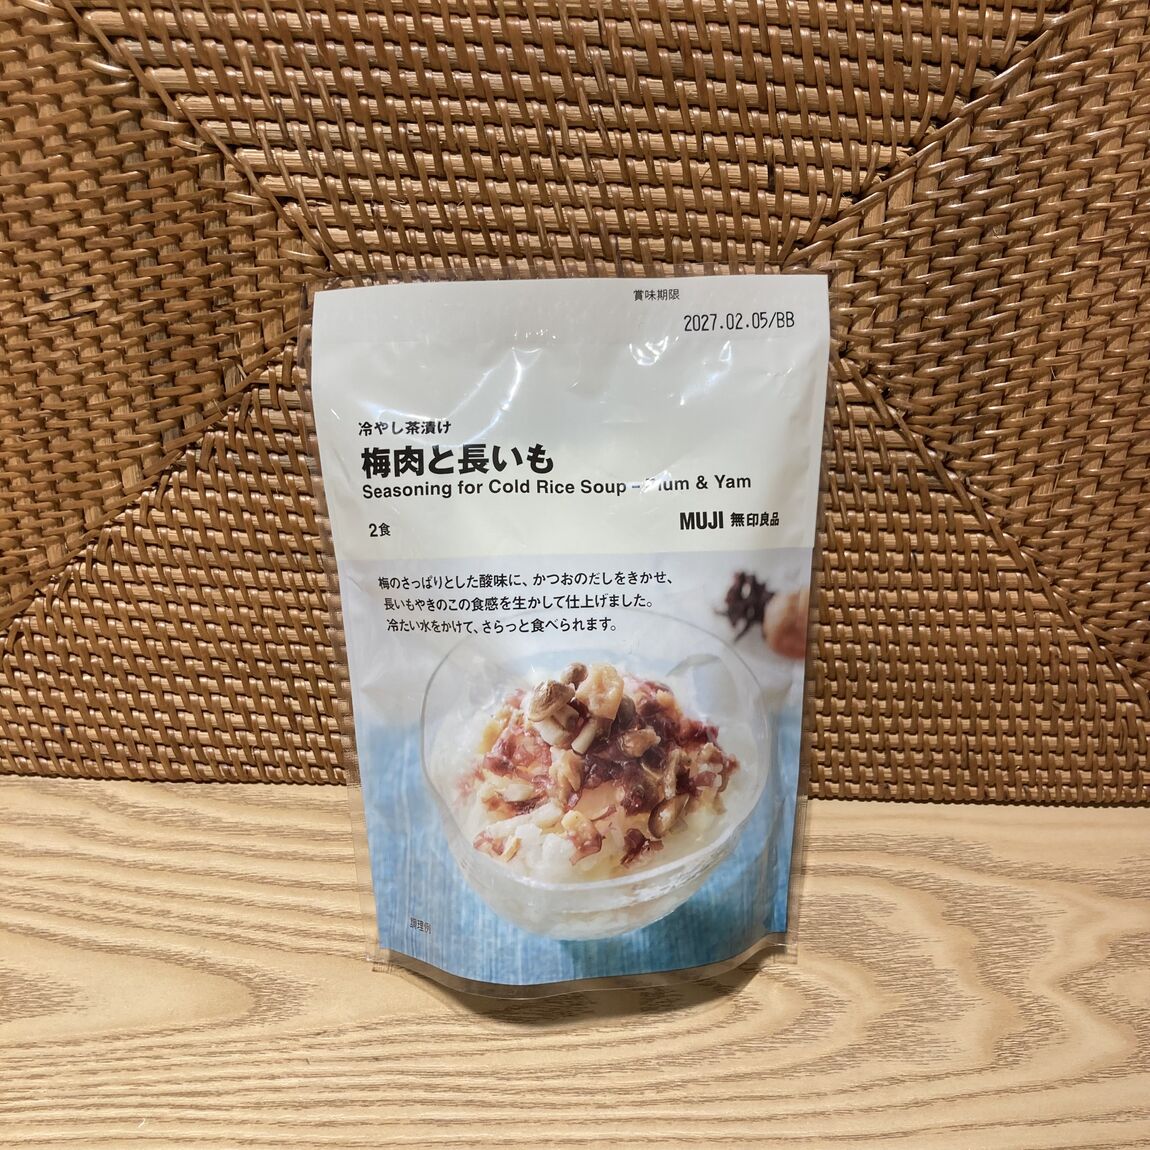 賞味期限
2027.02.05/BB
冷やし茶漬け
梅肉と長いも
Seasoning for Cold Rice Soup – Plum & Yam
2食
MUJI 無印良品
梅のさっぱりとした酸味に、かつおのだしをきかせ、
長いもやきのこの食感を生かして仕上げました。
冷たい水をかけて、さらっと食べられます。
調理例